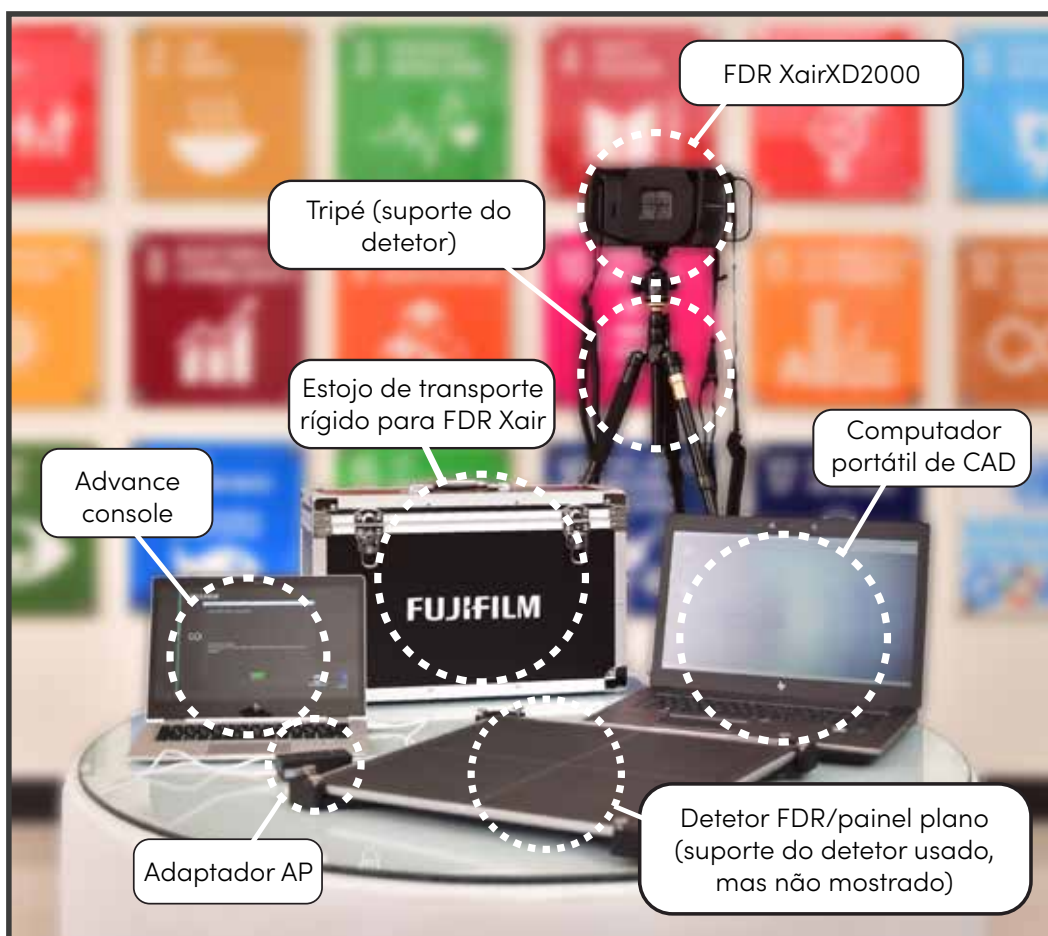 FDR XairXD2000
Tripé (suporte do
detetor)
Estojo de transporte
rígido para FDR Xair
Computador
portátil de CAD
Advance
console
FUJIFILM
Detetor FDR/painel plano
(suporte do detetor usado,
mas não mostrado)
Adaptador AP